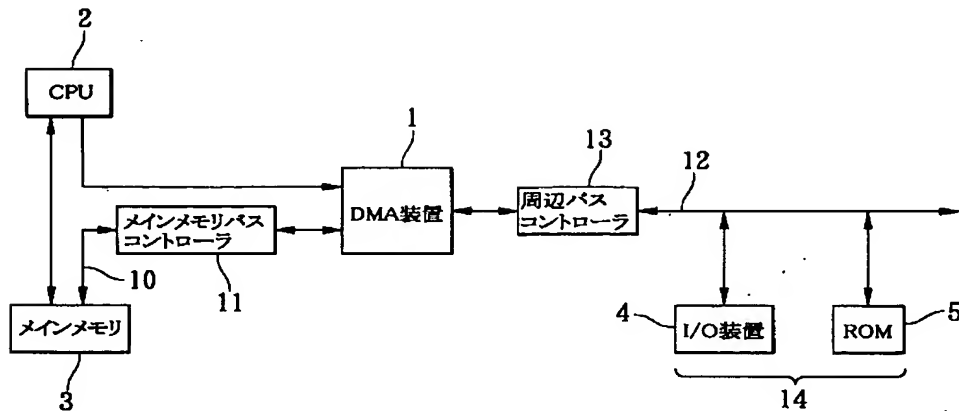 2
CPU
1
13
12
DMA装置
周辺バス
コントローラ
メインメモリバス
コントローラ
10
11
メインメモリ
3
4
I/O装置
ROM
5
14